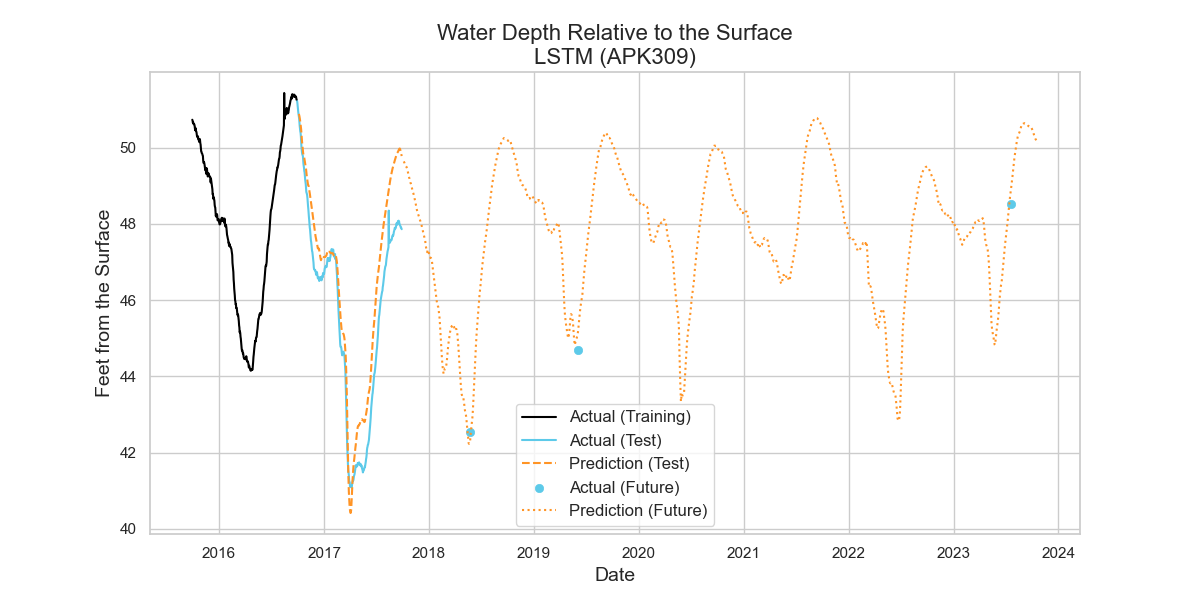 Water Depth Relative to the Surface
LSTM (APK309)
Feet from the Surface
50
48
46
44
42
40
Actual (Training)
Actual (Test)
Prediction (Test)
Actual (Future)
Prediction (Future)
2016 2017 2018 2019 2020 2021 2022 2023 2024
Date